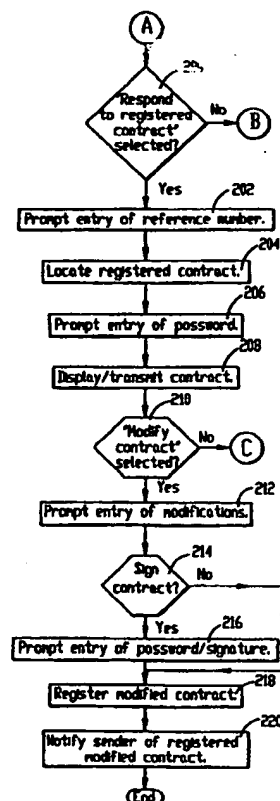 A
"Respond
to registered
contract"
selected?
No
B
Yes
202
Prompt entry of reference number.
204
Locate registered contract.
206
Prompt entry of password.
208
Display/transmit contract.
210
"Modify
contract"
selected?
No
C
Yes
212
Prompt entry of modifications.
214
Sign
contract?
No
Yes
216
Prompt entry of password/signature.
218
Register modified contract.
220
Notify sender of registered
modified contract.
End